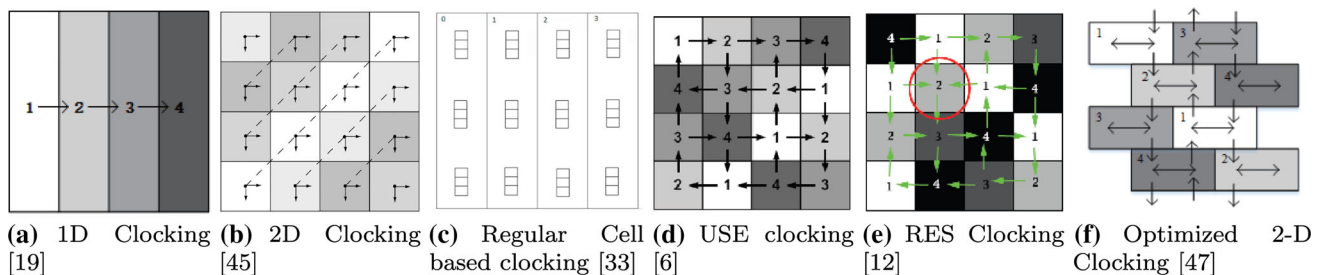 1 2 3 4
0 1 2 3
1 2 3 4
4 3 2 1
3 4 1 2
2 1 4 3
4 1 2 3
1 2 1 4
2 3 4 1
1 4 3 2
1 3
2 4
3 1
4 2
(a) 1D Clocking
[19]
(b) 2D Clocking
[45]
(c) Regular Cell
based clocking [33]
(d) USE clocking
[6]
(e) RES Clocking
[12]
(f) Optimized 2-D
Clocking [47]